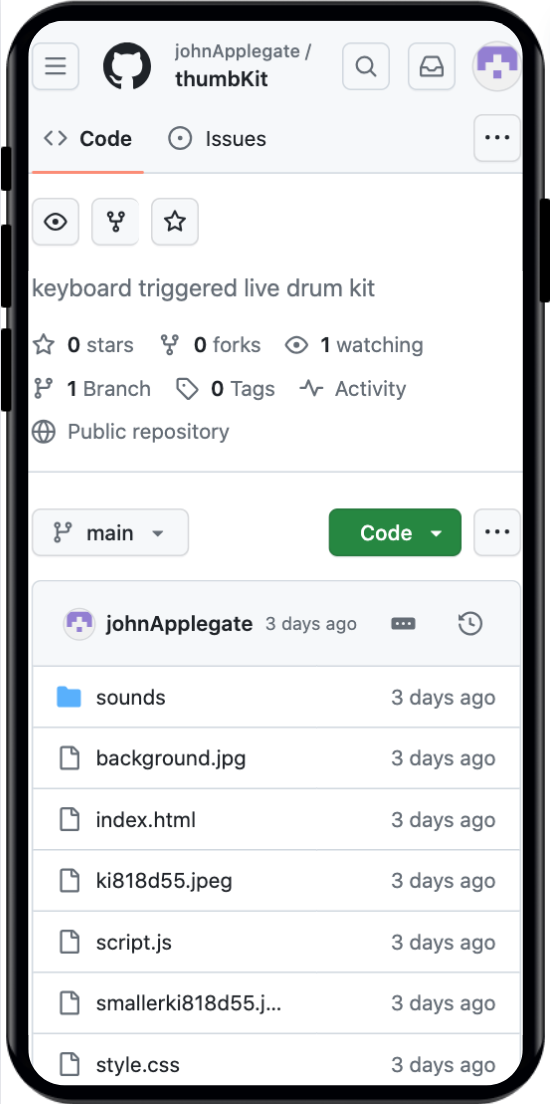 johnApplegate /
thumbKit
Code
Issues
keyboard triggered live drum kit
0 stars 0 forks 1 watching
1 Branch 0 Tags Activity
Public repository
main Code
johnApplegate 3 days ago
sounds 3 days ago
background.jpg 3 days ago
index.html 3 days ago
ki818d55.jpeg 3 days ago
script.js 3 days ago
smallerki818d55.j... 3 days ago
style.css 3 days ago